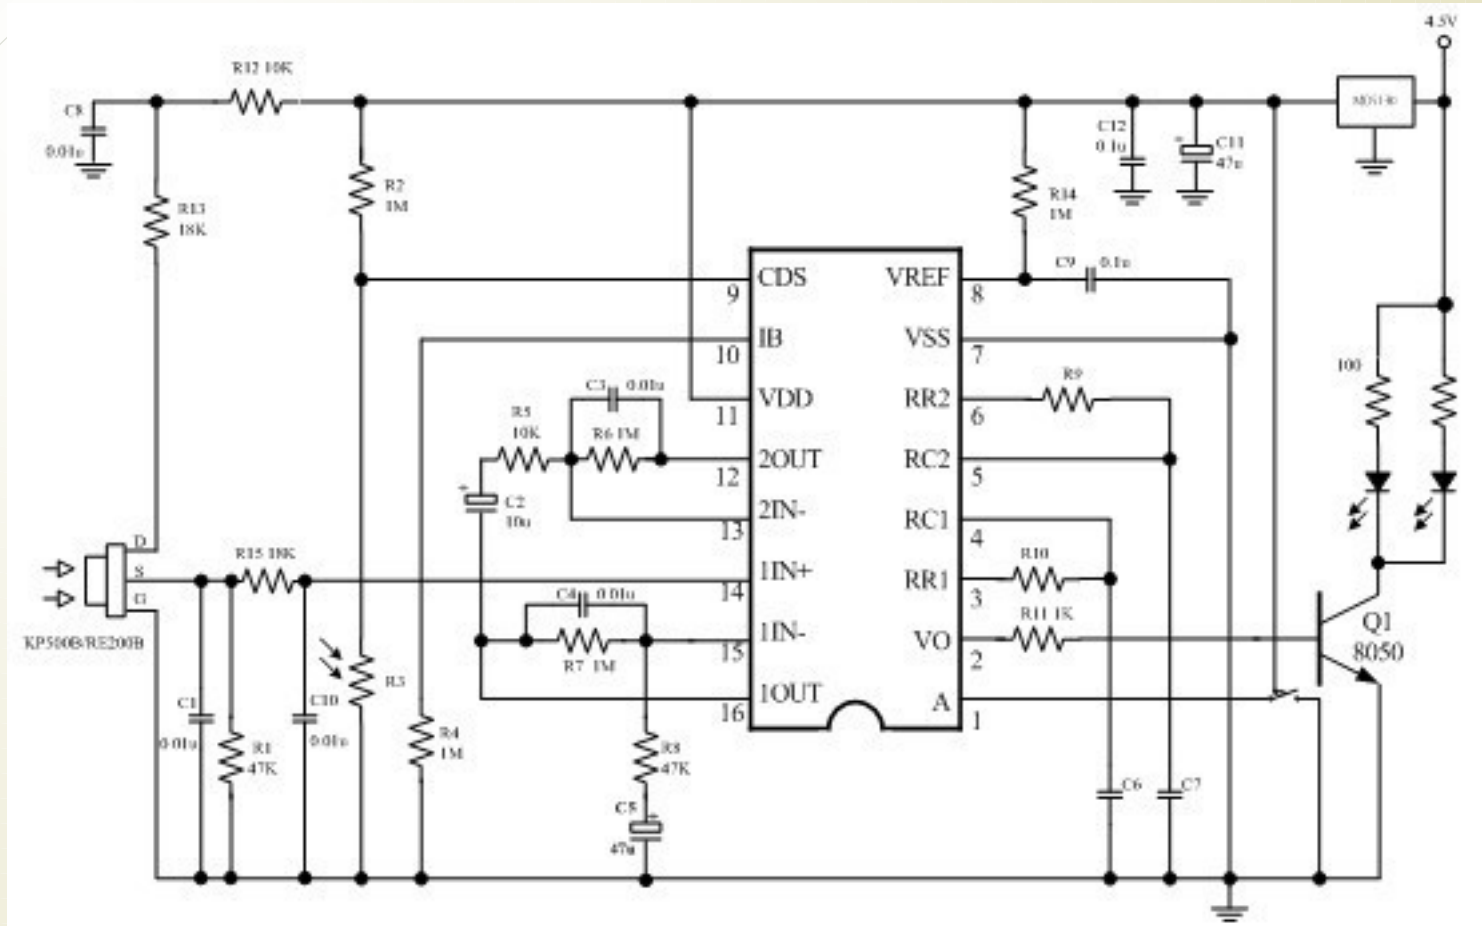 4.5V
R12 10K
C8
0.01u
R13
18K
R2
1M
C12
0.1u
C11
47u
R14
1M
C9 0.1u
CDS
9
VREF
8
IB
10
VSS
7
VDD
11
RR2
6
R9
2OUT
12
RC2
5
2IN-
13
RC1
4
1IN+
14
RR1
3
R10
1IN-
15
VO
2
R11 1K
1OUT
16
A
1
C3 0.01u
R5
10K
R6 1M
C2
10u
100
D
S
G
R15 18K
KP500B/RE200B
C4 0.01u
R7 1M
Q1
8050
C1
0.01u
R1
47K
C10
0.01u
R3
R4
1M
R8
47K
C5
47u
C6
C7